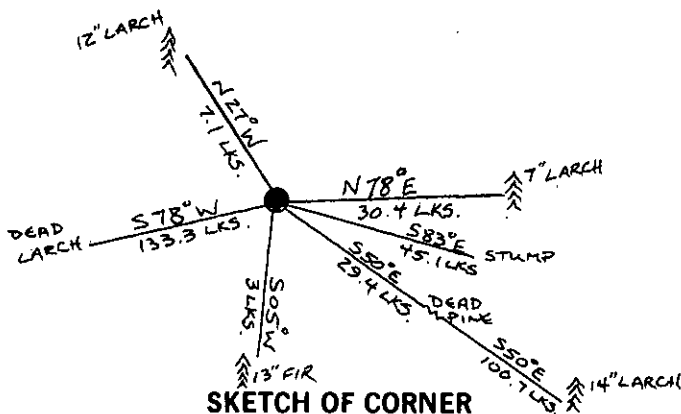 12" LARCH
N27°W
7.1 LKS.
N78°E
30.4 LKS.
7" LARCH
S78°W
133.3 LKS.
DEAD
LARCH
S83°E
45.1 LKS
STUMP
S50°E
29.4 LKS.
DEAD
PINE
S50°E
100.7 LKS.
14" LARCH
S05°W
3 LKS.
13" FIR
SKETCH OF CORNER